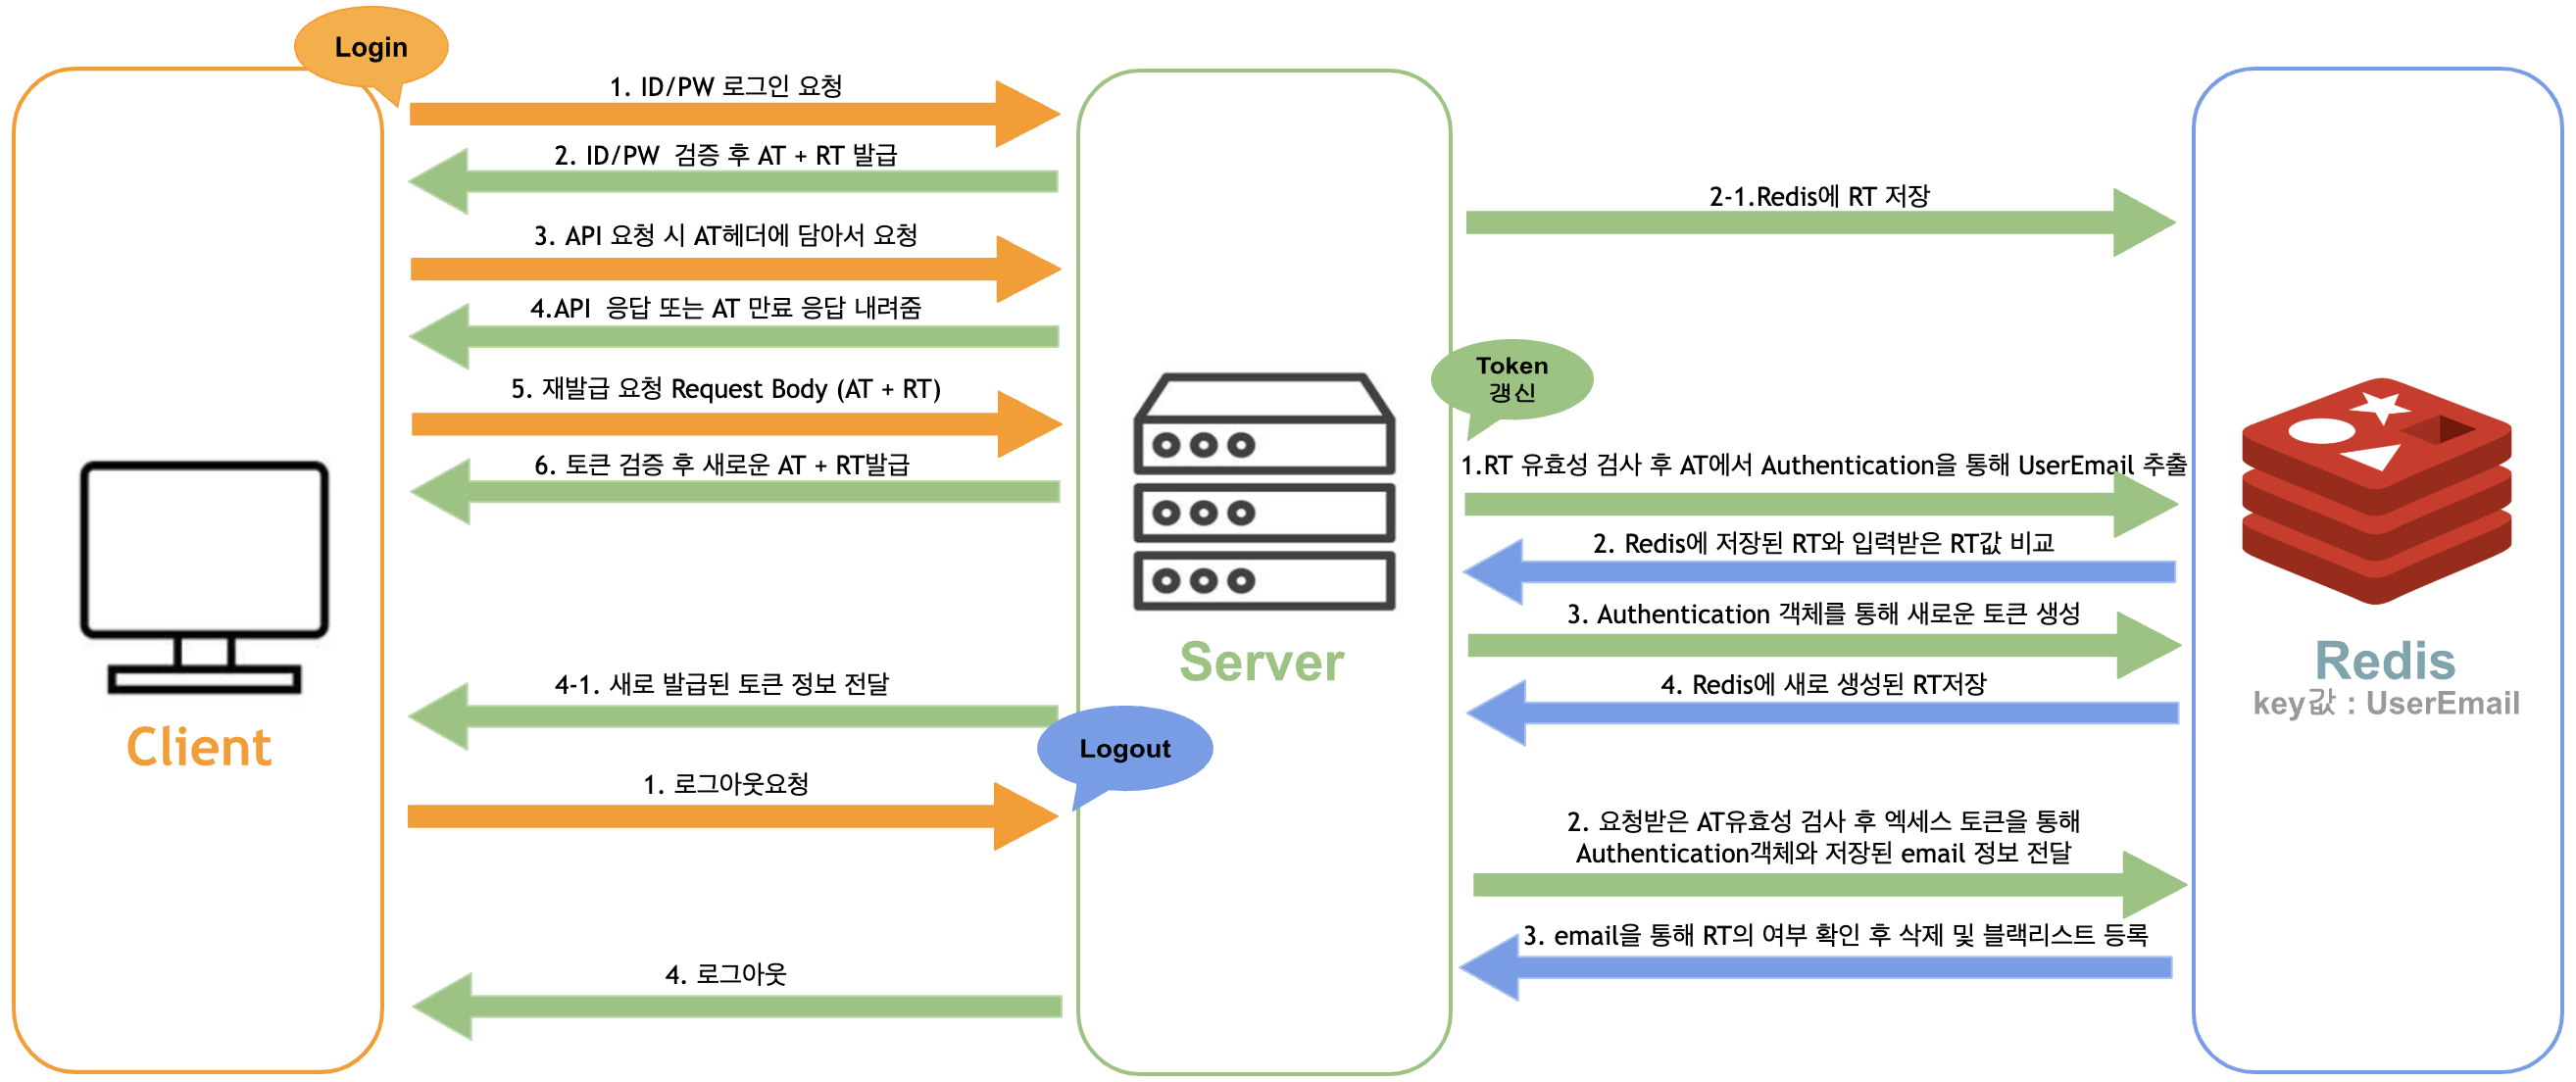 Login
1. ID/PW 로그인 요청
2. ID/PW 검증 후 AT + RT 발급
2-1.Redis에 RT 저장
3. API 요청 시 AT헤더에 담아서 요청
4.API 응답 또는 AT 만료 응답 내려줌
5. 재발급 요청 Request Body (AT + RT)
6. 토큰 검증 후 새로운 AT + RT발급
Token
갱신
1.RT 유효성 검사 후 AT에서 Authentication을 통해 UserEmail 추출
2. Redis에 저장된 RT와 입력받은 RT값 비교
3. Authentication 객체를 통해 새로운 토큰 생성
4. Redis에 새로 생성된 RT저장
4-1. 새로 발급된 토큰 정보 전달
Client
Server
Redis
key값 : UserEmail
Logout
1. 로그아웃요청
2. 요청받은 AT유효성 검사 후 엑세스 토큰을 통해
Authentication객체와 저장된 email 정보 전달
3. email을 통해 RT의 여부 확인 후 삭제 및 블랙리스트 등록
4. 로그아웃